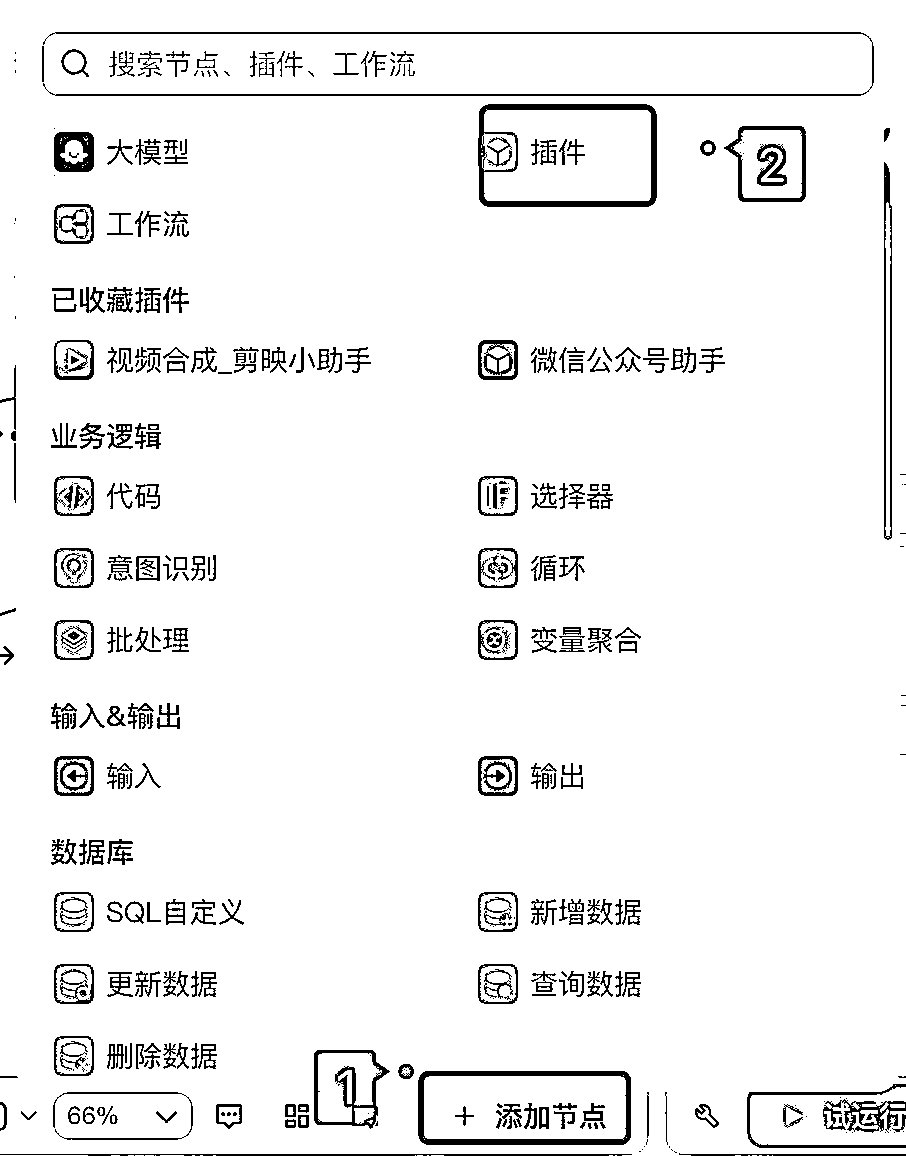 搜索节点、插件、工作流
大模型
插件
2
工作流
已收藏插件
视频合成_剪映小助手
微信公众号助手
业务逻辑
代码
选择器
意图识别
循环
批处理
变量聚合
输入&输出
输入
输出
数据库
SQL自定义
新增数据
更新数据
查询数据
删除数据
1
66%
+ 添加节点
试运行